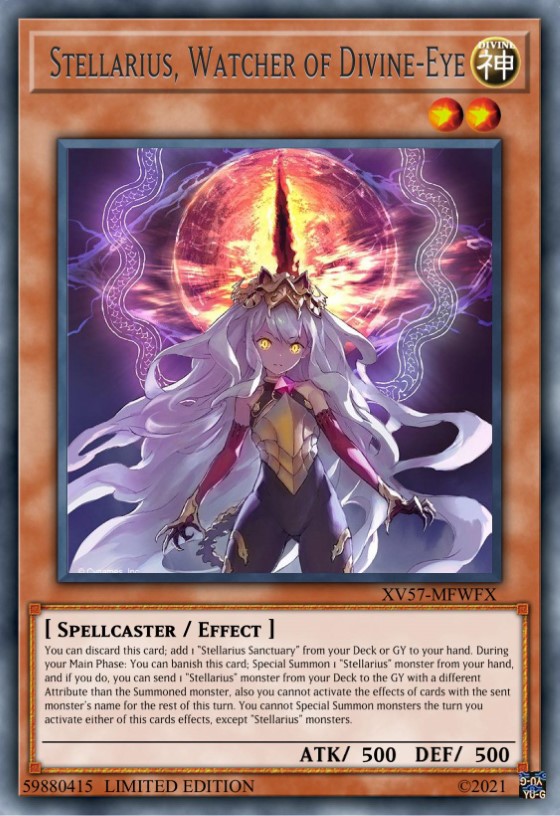 Stellarius, Watcher of Divine-Eye
DIVINE
神
© Cygames, Inc.
XV57-MFWFX
[ Spellcaster / Effect ]
You can discard this card; add 1 "Stellarius Sanctuary" from your Deck or GY to your hand. During
your Main Phase: You can banish this card; Special Summon 1 "Stellarius" monster from your hand,
and if you do, you can send 1 "Stellarius" monster from your Deck to the GY with a different
Attribute than the Summoned monster, also you cannot activate the effects of cards with the sent
monster's name for the rest of this turn. You cannot Special Summon monsters the turn you
activate either of this cards effects, except "Stellarius" monsters.
ATK/ 500 DEF/ 500
59880415 LIMITED EDITION
©2021
YU-G